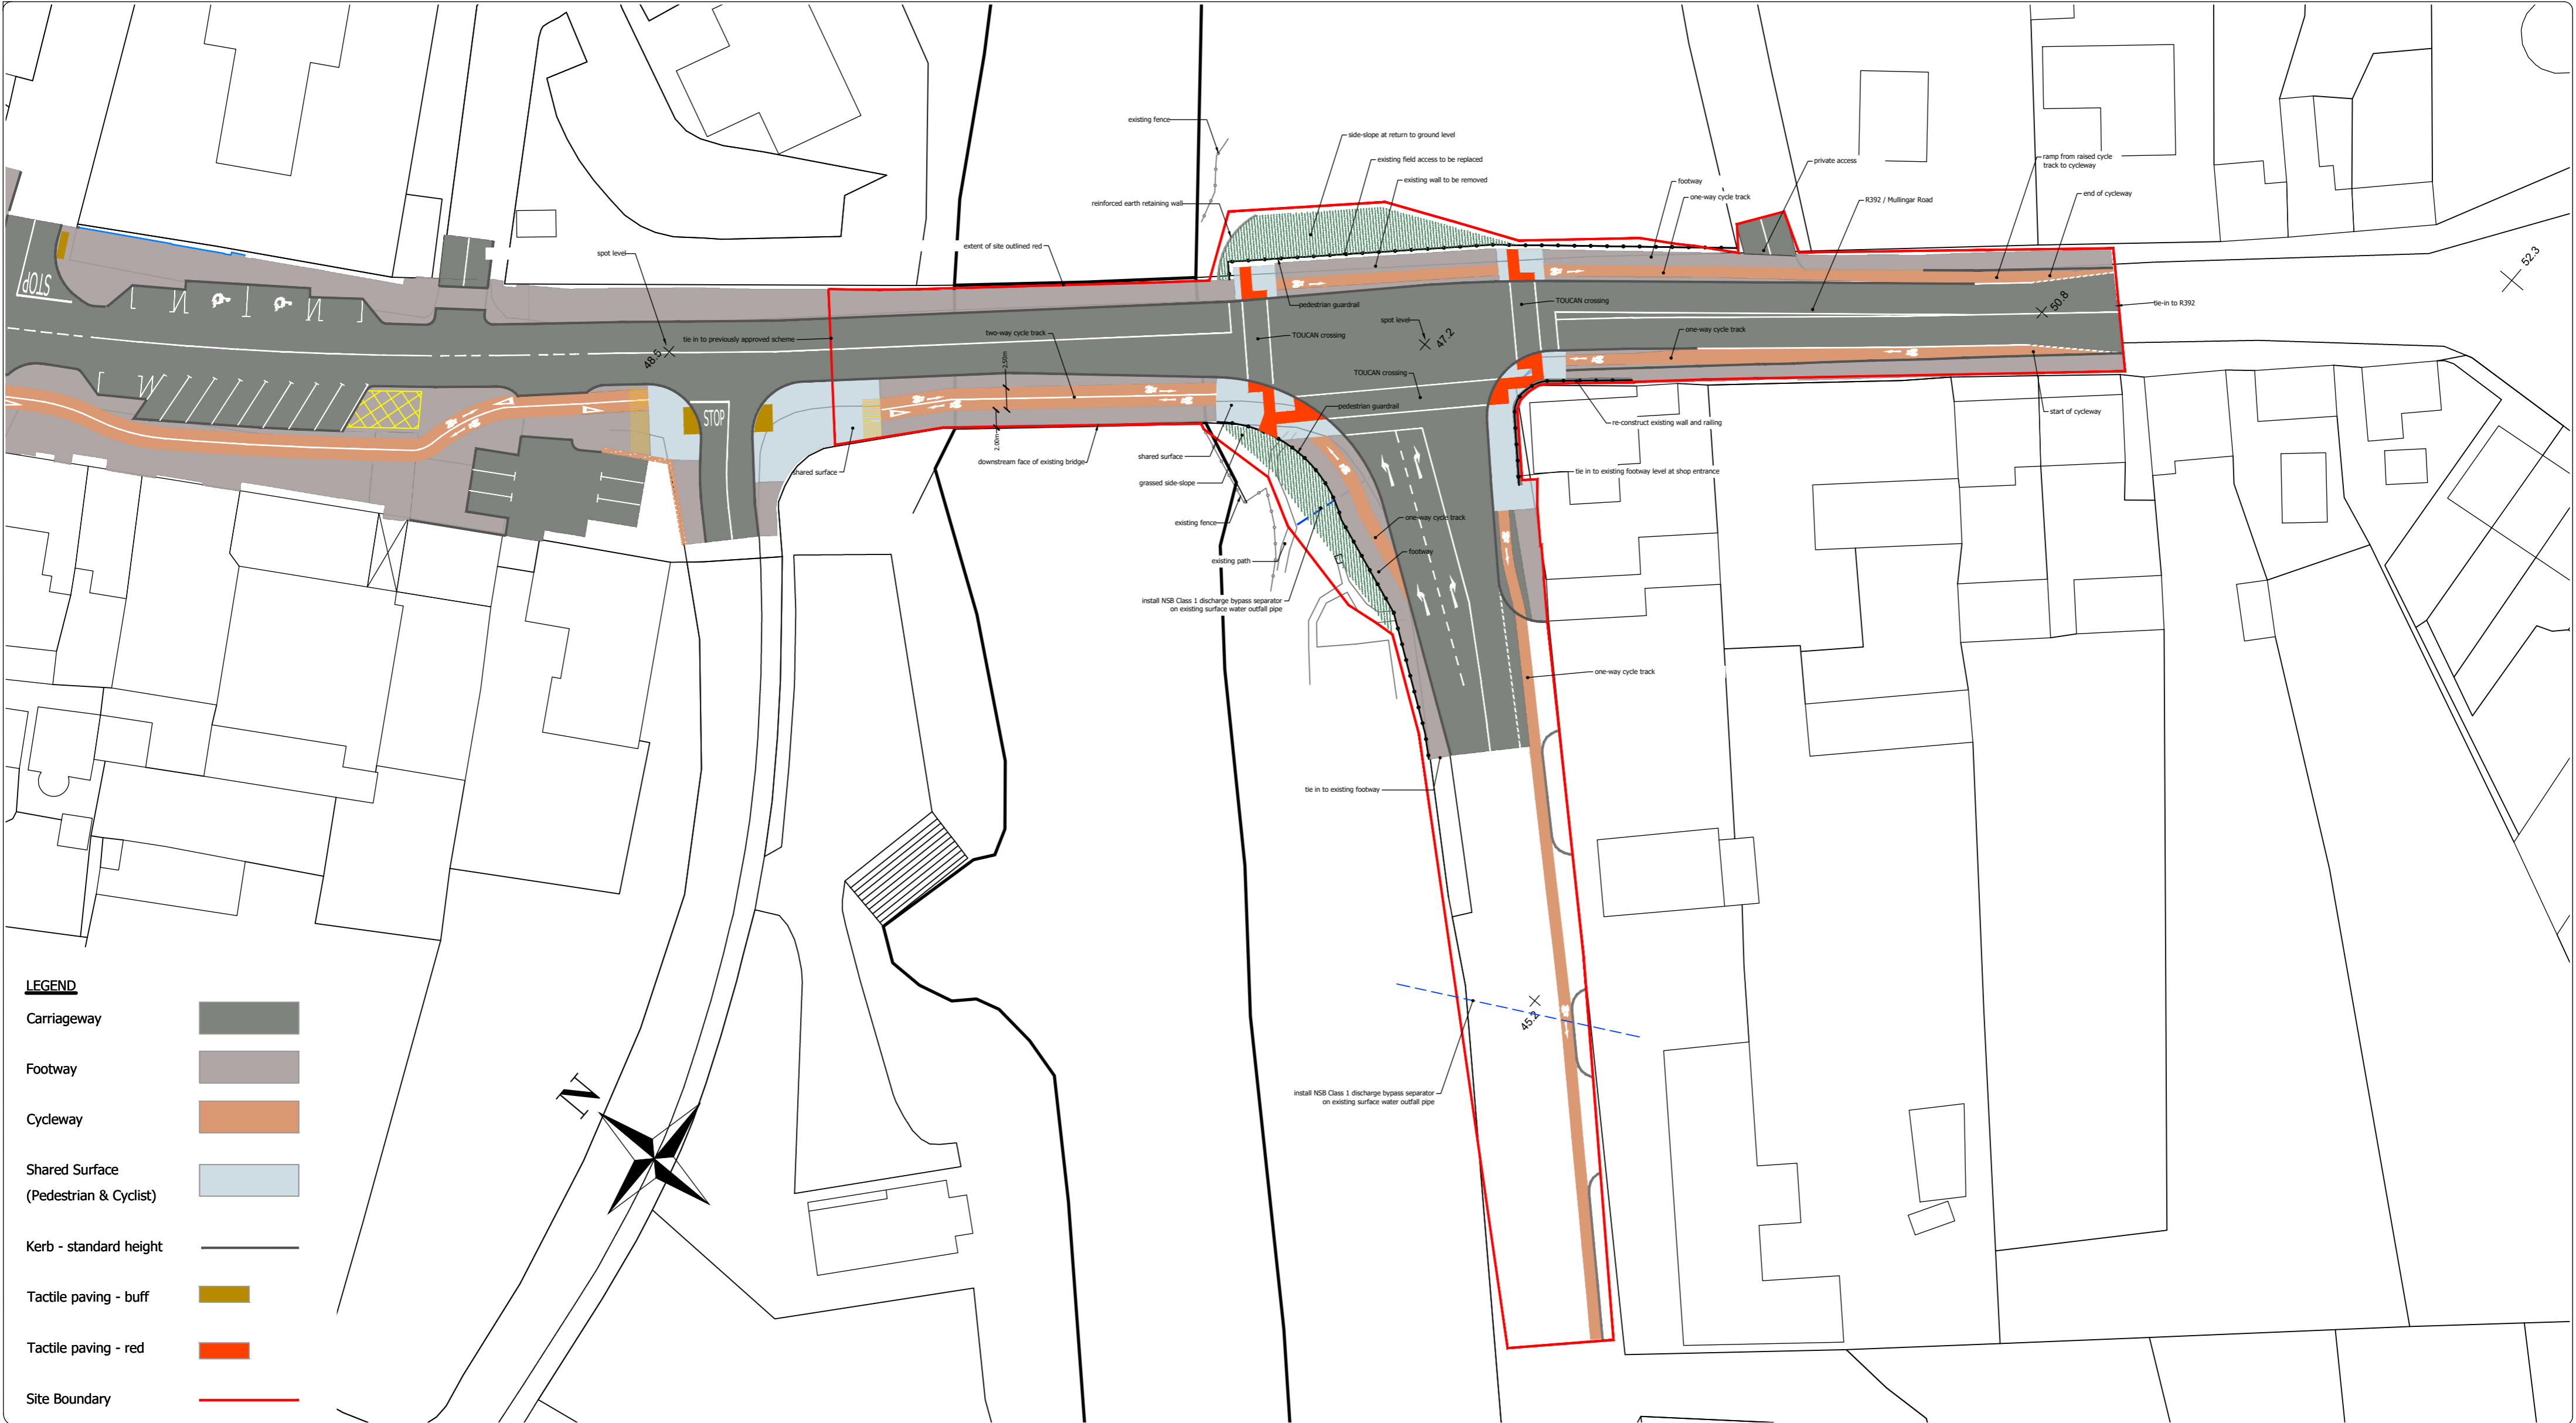 existing fence
side-slope at return to ground level
existing field access to be replaced
existing wall to be removed
footway
one-way cycle track
private access
R392 / Mullingar Road
ramp from raised cycle
track to cycleway
end of cycleway
52.3
reinforced earth retaining wall
extent of site outlined red
spot level
STOP
pedestrian guardrail
TOUCAN crossing
50.8
tie-in to R392
two-way cycle track
tie in to previously approved scheme
48.5
2.50m
TOUCAN crossing
spot level
47.2
one-way cycle track
TOUCAN crossing
STOP
pedestrian guardrail
start of cycleway
re-construct existing wall and railing
2.00m
downstream face of existing bridge
shared surface
shared surface
grassed side-slope
tie in to existing footway level at shop entrance
existing fence
one-way cycle track
footway
existing path
install NSB Class 1 discharge bypass separator
on existing surface water outfall pipe
one-way cycle track
tie in to existing footway
45.2
install NSB Class 1 discharge bypass separator
on existing surface water outfall pipe
N
LEGEND
Carriageway
Footway
Cycleway
Shared Surface
(Pedestrian & Cyclist)
Kerb - standard height
Tactile paving - buff
Tactile paving - red
Site Boundary